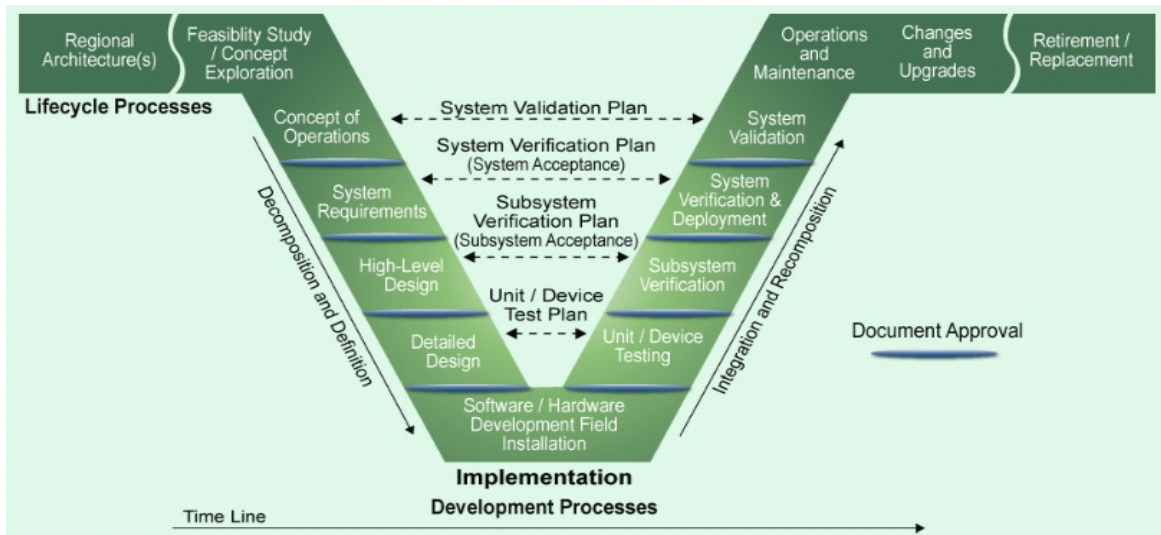 Regional
Architecture(s)
Feasiblity Study
/ Concept
Exploration
Operations
and
Maintenance
Changes
and
Upgrades
Retirement /
Replacement
Lifecycle Processes
Concept of
Operations
System Validation Plan
System
Validation
System Verification Plan
(System Acceptance)
System
Requirements
System
Verification &
Deployment
Subsystem
Verification Plan
(Subsystem Acceptance)
High-Level
Design
Subsystem
Verification
Unit / Device
Test Plan
Detailed
Design
Unit / Device
Testing
Decomposition and Definition
Integration and Recomposition
Document Approval
Software / Hardware
Development Field
Installation
Implementation
Development Processes
Time Line